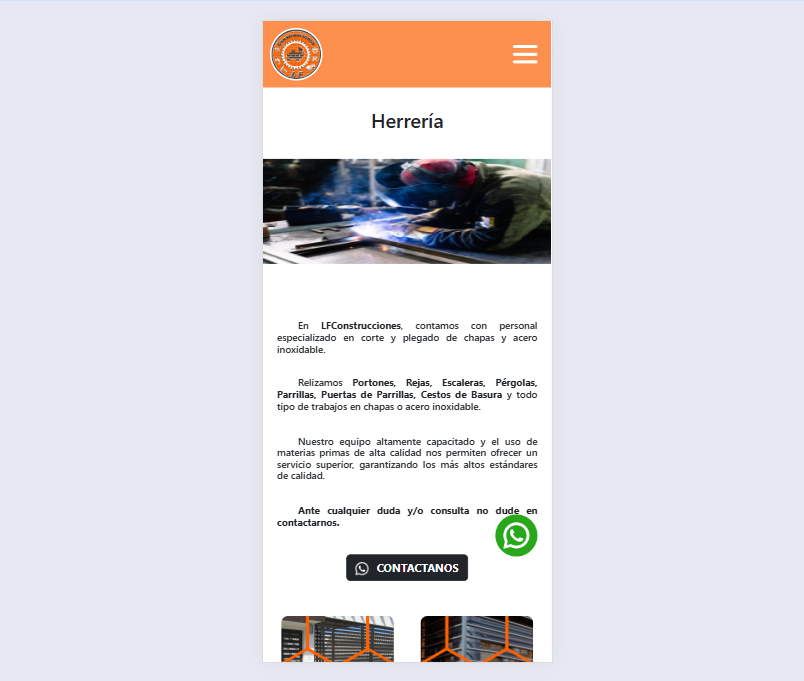 Herrería
En LFConstrucciones, contamos con personal
especializado en corte y plegado de chapas y acero
inoxidable.
Relizamos Portones, Rejas, Escaleras, Pérgolas,
Parrillas, Puertas de Parrillas, Cestos de Basura y todo
tipo de trabajos en chapas o acero inoxidable.
Nuestro equipo altamente capacitado y el uso de
materias primas de alta calidad nos permiten ofrecer un
servicio superior, garantizando los más altos estándares
de calidad.
Ante cualquier duda y/o consulta no dude en
contactarnos.
CONTACTANOS